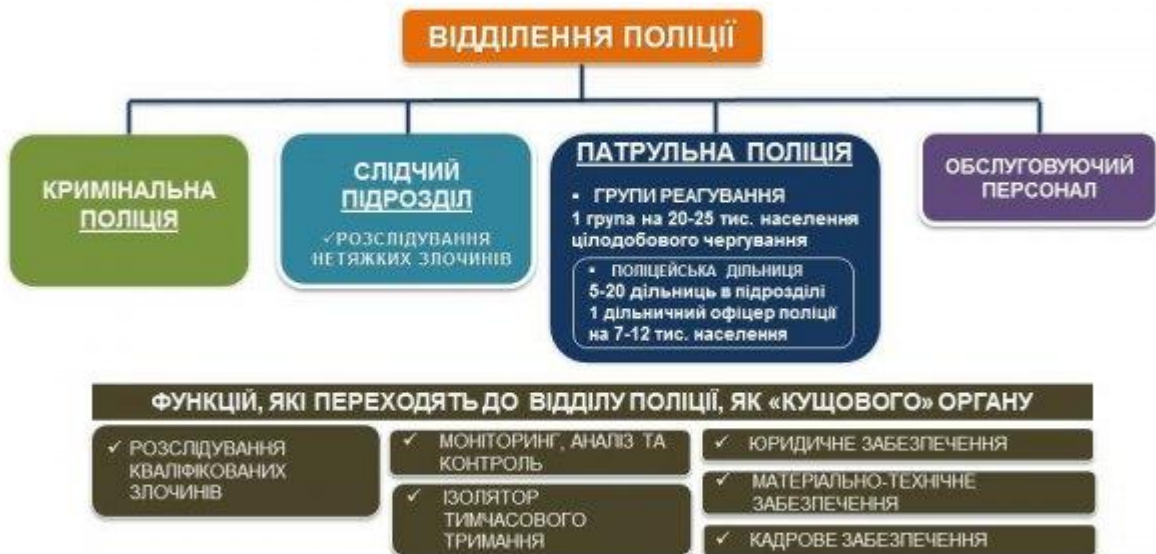 ВІДДІЛЕННЯ ПОЛІЦІЇ
КРИМІНАЛЬНА
ПОЛІЦІЯ
СЛІДЧИЙ
ПІДРОЗДІЛ
✓РОЗСЛІДУВАННЯ
НЕТЯЖКИХ ЗЛОЧИНІВ
ПАТРУЛЬНА ПОЛІЦІЯ
▪ ГРУПИ РЕАГУВАННЯ
1 група на 20-25 тис. населення
цілодобового чергування
▪ ПОЛІЦЕЙСЬКА ДІЛЬНИЦЯ
5-20 дільниць в підрозділі
1 дільничний офіцер поліції
на 7-12 тис. населення
ОБСЛУГОВУЮЧИЙ
ПЕРСОНАЛ
ФУНКЦІЙ, ЯКІ ПЕРЕХОДЯТЬ ДО ВІДДІЛУ ПОЛІЦІЇ, ЯК «КУЩОВОГО» ОРГАНУ
✓ РОЗСЛІДУВАННЯ
КВАЛІФІКОВАНИХ
ЗЛОЧИНІВ
✓ МОНІТОРИНГ, АНАЛІЗ ТА
КОНТРОЛЬ
✓ ІЗОЛЯТОР
ТИМЧАСОВОГО
ТРИМАННЯ
✓ ЮРИДИЧНЕ ЗАБЕЗПЕЧЕННЯ
✓ МАТЕРІАЛЬНО-ТЕХНІЧНЕ
ЗАБЕЗПЕЧЕННЯ
✓ КАДРОВЕ ЗАБЕЗПЕЧЕННЯ